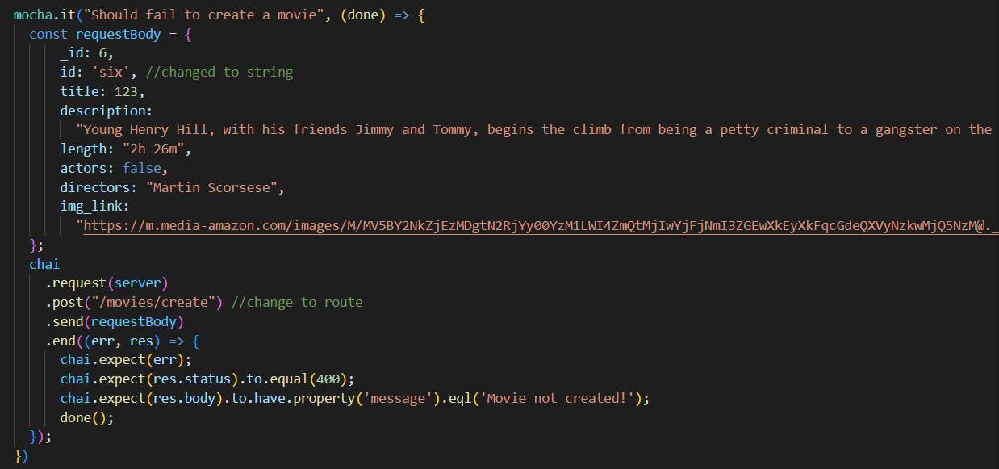 mocha.it("Should fail to create a movie", (done) => {
const requestBody = {
_id: 6,
id: 'six', //changed to string
title: 123,
description:
"Young Henry Hill, with his friends Jimmy and Tommy, begins the climb from being a petty criminal to a gangster on the
length: "2h 26m",
actors: false,
directors: "Martin Scorsese",
img_link:
"https://m.media-amazon.com/images/M/MV5BY2NkZjEzMDgtN2RjYy00YzM1LWI4ZmQtMjIwYjFjNmI3ZGEwXkEyXkFqcGdeQXVyNzkwMjQ5NzM@._
};
chai
.request(server)
.post("/movies/create") //change to route
.send(requestBody)
.end((err, res) => {
chai.expect(err);
chai.expect(res.status).to.equal(400);
chai.expect(res.body).to.have.property('message').eql('Movie not created!');
done();
});
})